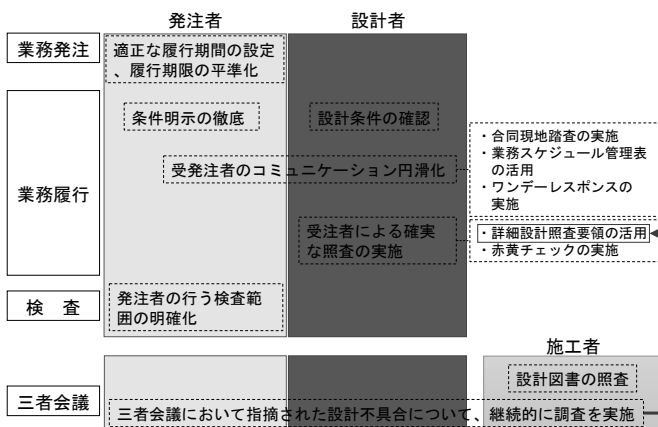 発注者
設計者
業務発注
適正な履行期間の設定
、履行期限の平準化
業務履行
条件明示の徹底
設計条件の確認
受発注者のコミュニケーション円滑化
・合同現地踏査の実施
・業務スケジュール管理表
の活用
・ワンデーレスポンスの
実施
受注者による確実
な照査の実施
・詳細設計照査要領の活用
・赤黄チェックの実施
検 査
発注者の行う検査範
囲の明確化
施工者
設計図書の照査
三者会議
三者会議において指摘された設計不具合について、継続的に調査を実施